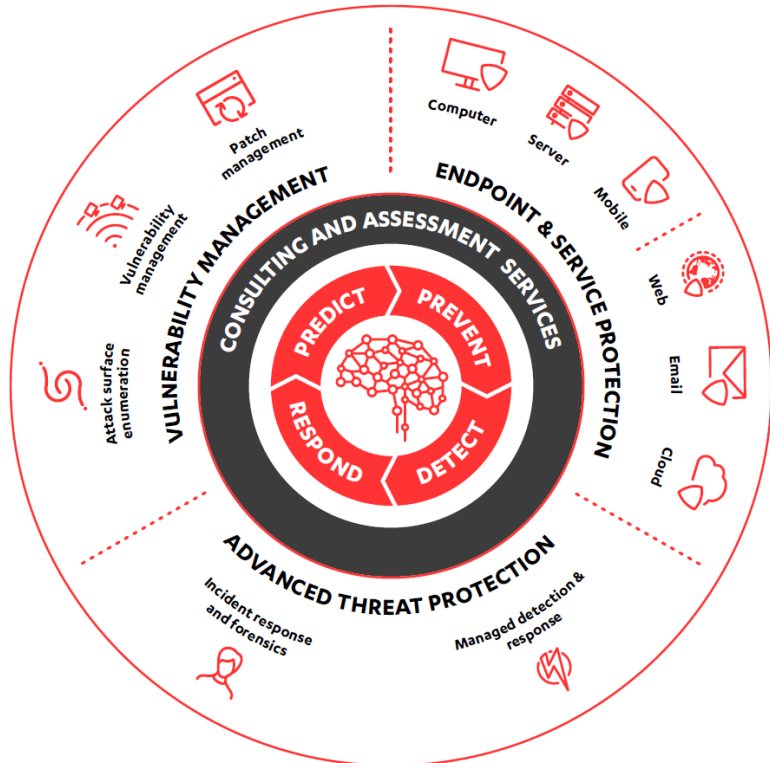 Patch
management
Vulnerability
management
Attack surface
enumeration
VULNERABILITY MANAGEMENT
Computer
Server
Mobile
Web
Email
Cloud
ENDPOINT & SERVICE PROTECTION
CONSULTING AND ASSESSMENT SERVICES
PREDICT
PREVENT
DETECT
RESPOND
ADVANCED THREAT PROTECTION
Incident response
and forensics
Managed detection &
response